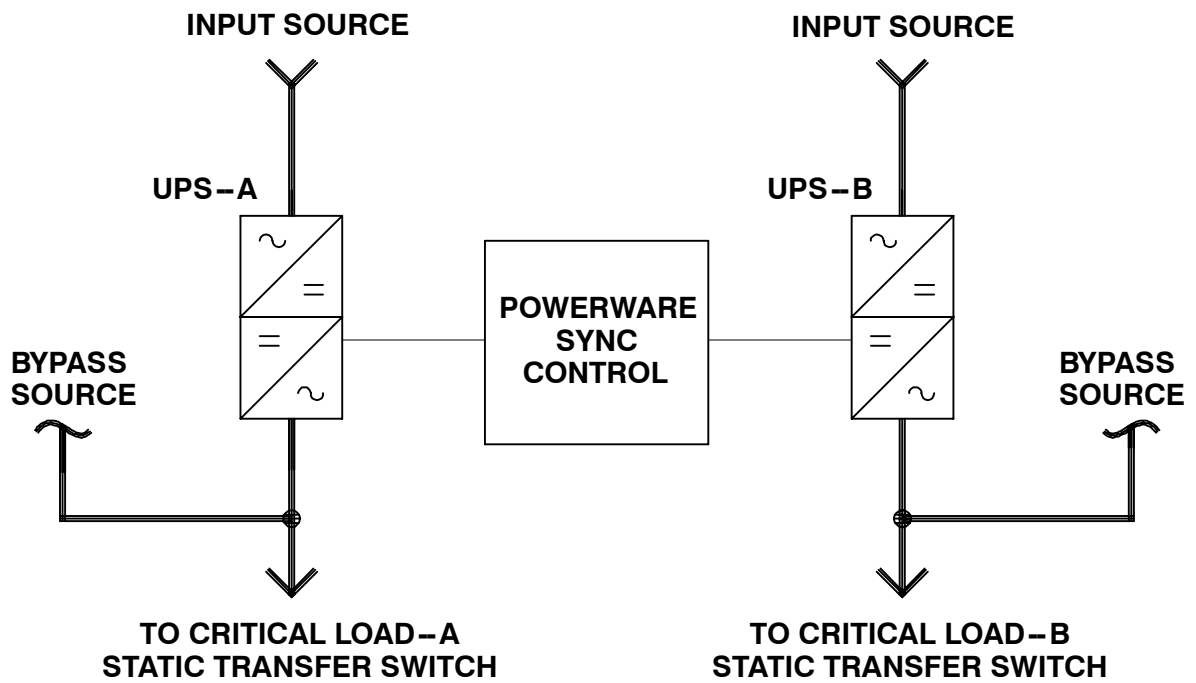 INPUT SOURCE
INPUT SOURCE
UPS--A
UPS--B
POWERWARE
SYNC
CONTROL
BYPASS
SOURCE
BYPASS
SOURCE
TO CRITICAL LOAD--A
STATIC TRANSFER SWITCH
TO CRITICAL LOAD--B
STATIC TRANSFER SWITCH